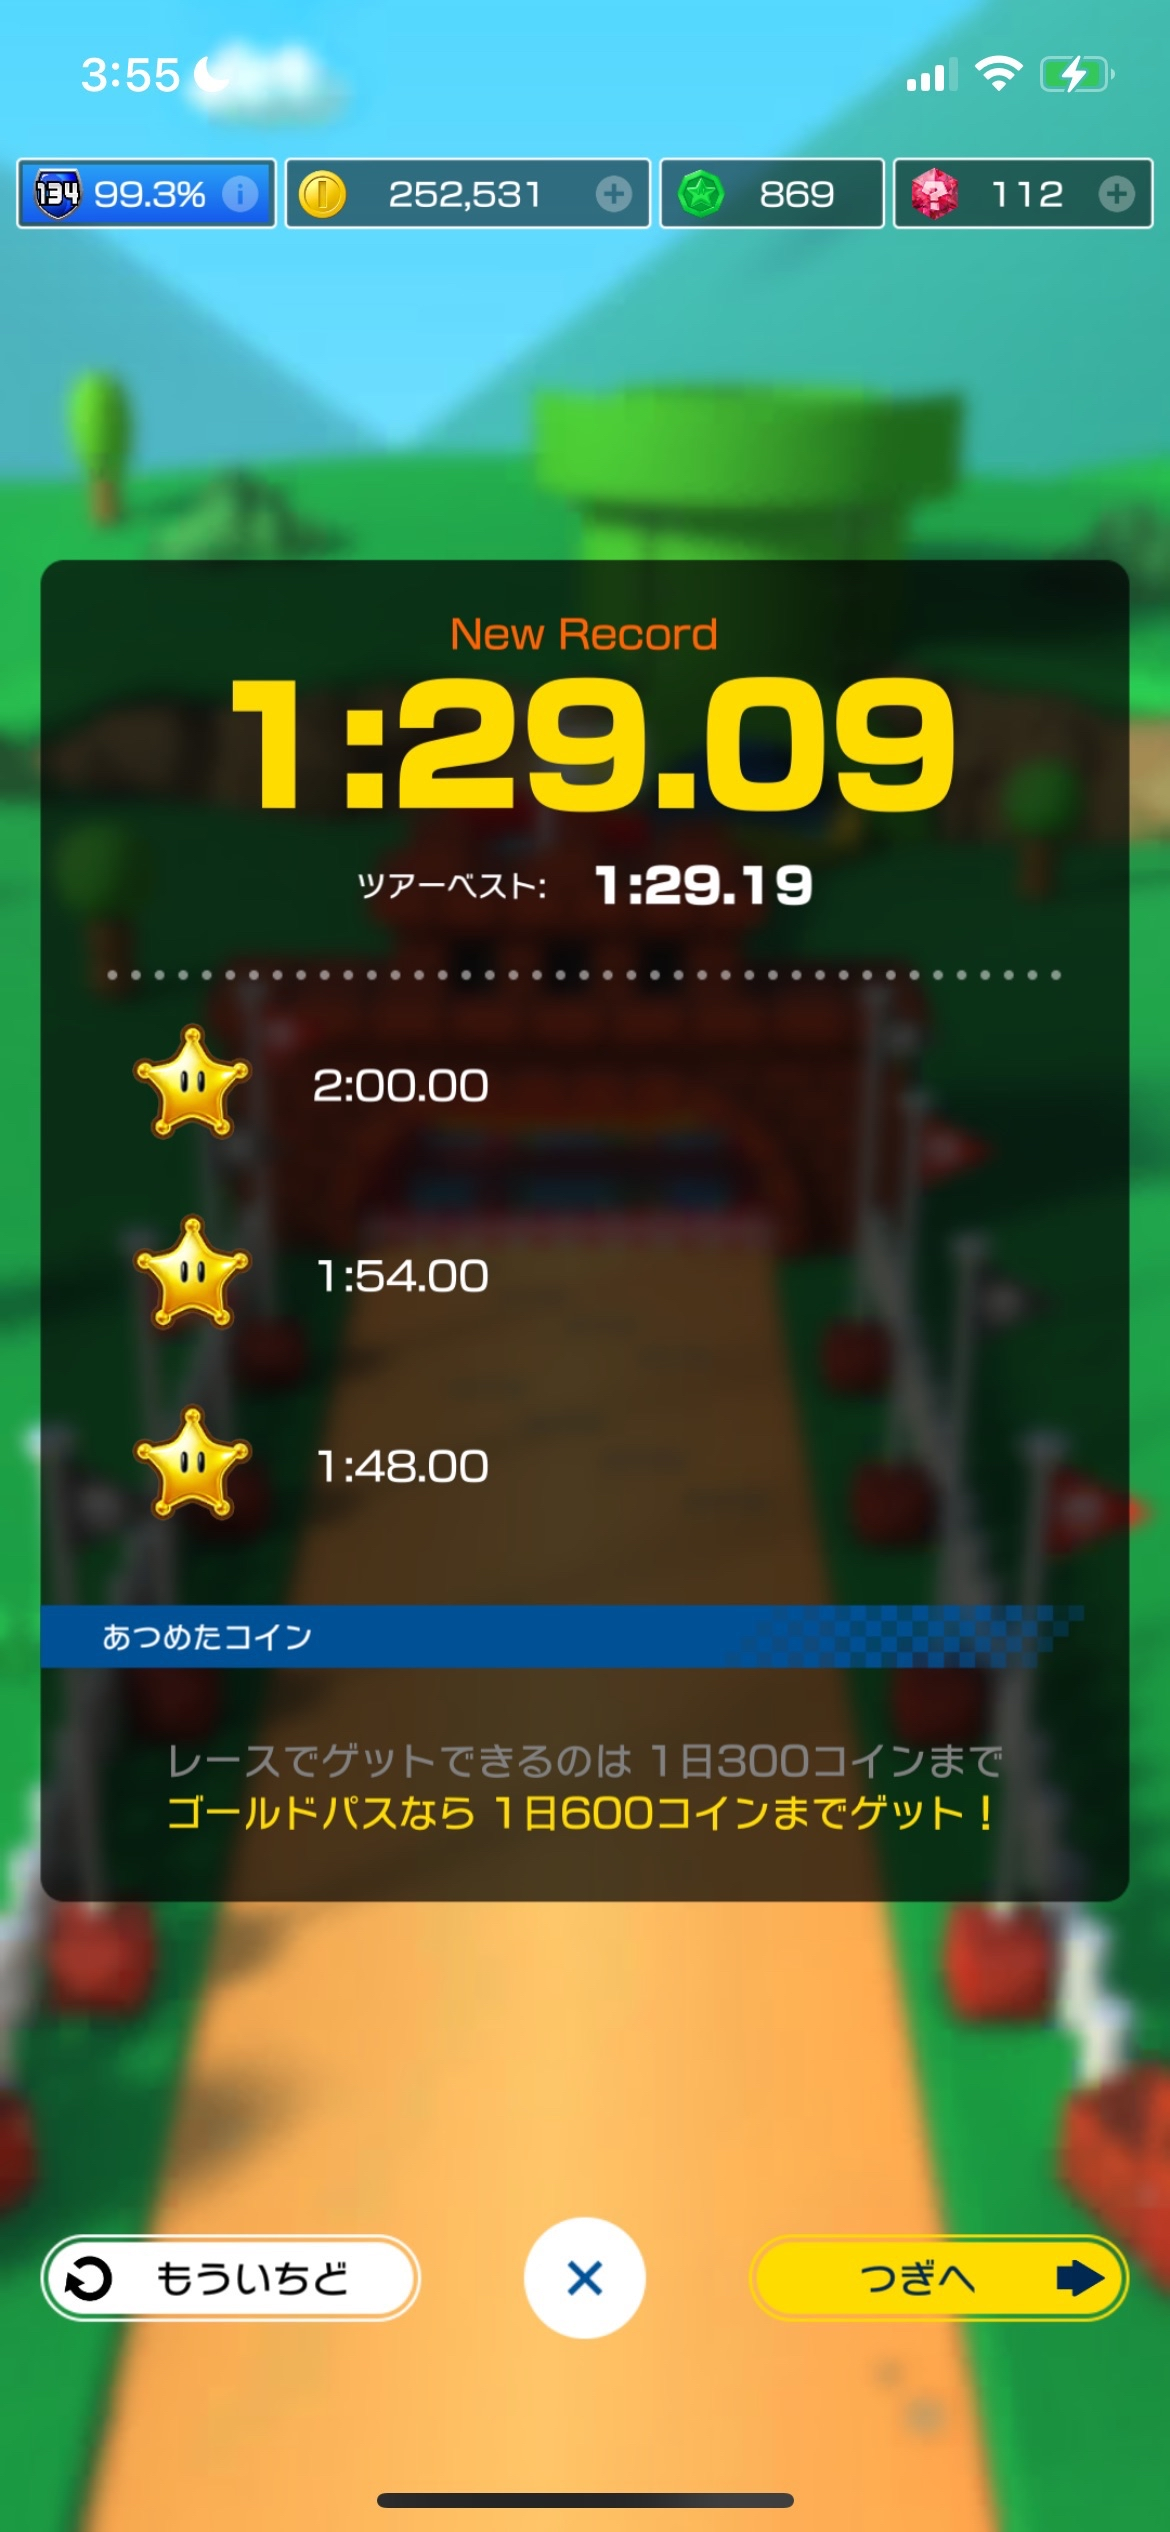 3:55
134 99.3% i 252,531 + 869 112 +
New Record
1:29.09
ツアーベスト: 1:29.19
2:00.00
1:54.00
1:48.00
あつめたコイン
レースでゲットできるのは 1日300コインまで
ゴールドパスなら 1日600コインまでゲット！
もういちど
つぎへ